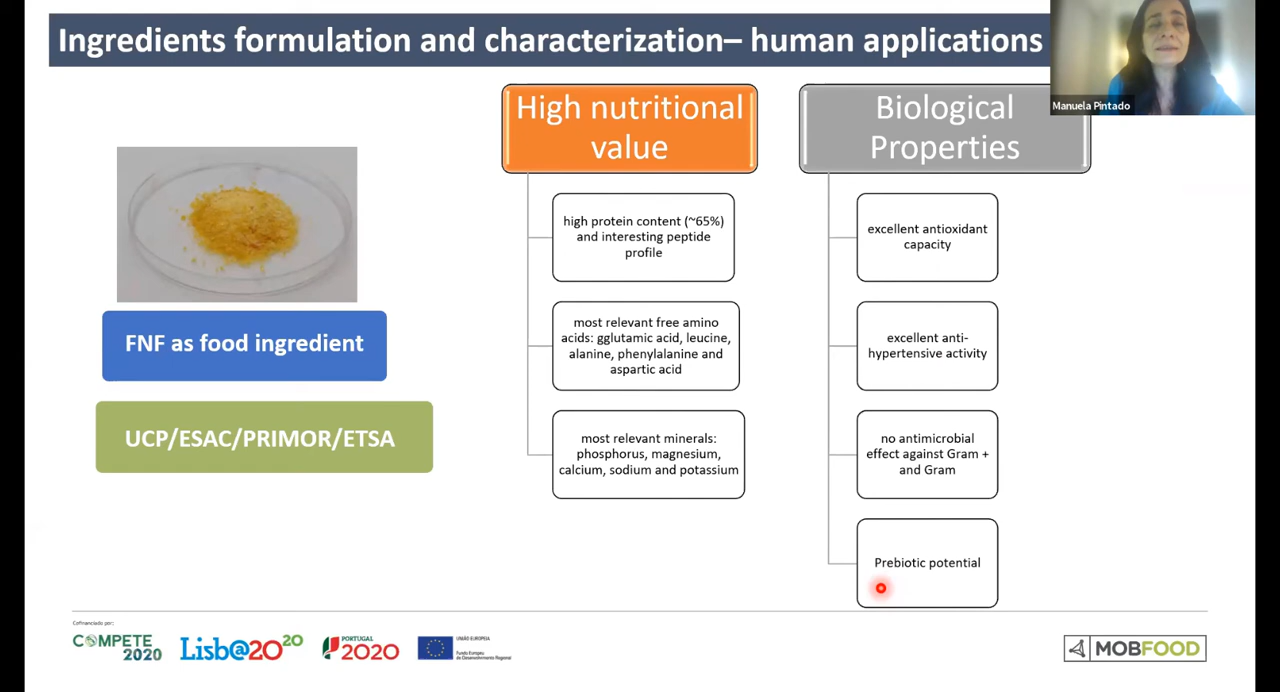 Ingredients formulation and characterization– human applications
Manuela Pintado
High nutritional
value
high protein content (~65%)
and interesting peptide
profile
most relevant free amino
acids: gglutamic acid, leucine,
alanine, phenylalanine and
aspartic acid
most relevant minerals:
phosphorus, magnesium,
calcium, sodium and potassium
Biological
Properties
excellent antioxidant
capacity
excellent anti-
hypertensive activity
no antimicrobial
effect against Gram +
and Gram
Prebiotic potential
FNF as food ingredient
UCP/ESAC/PRIMOR/ETSA
Cofinanciado por:
COMPETE
2020
Lisb@2020
PORTUGAL
2020
UNIÃO EUROPEIA
Fundo Europeu
de Desenvolvimento Regional
MOBFOOD